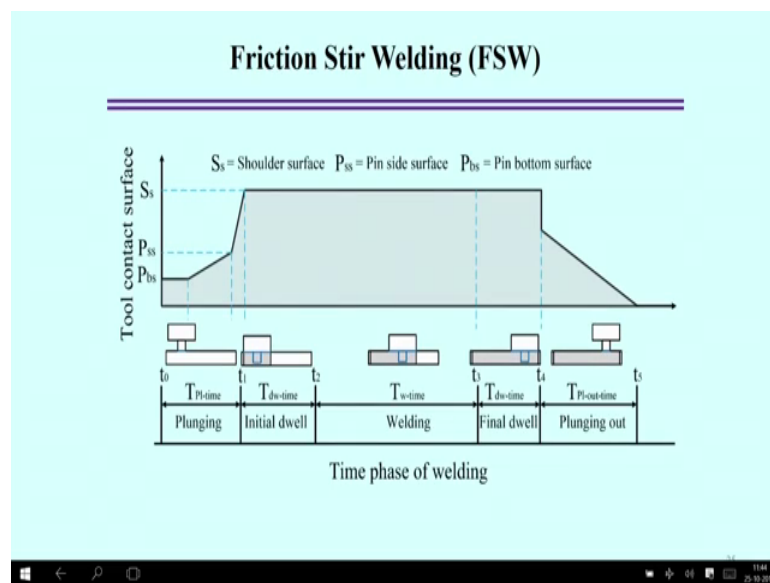 Friction Stir Welding (FSW)
Ss = Shoulder surface Pss = Pin side surface Pbs = Pin bottom surface
Tool contact surface
Ss
Pss
Pbs
t0 t1 t2 t3 t4 t5
TPl-time Tdw-time Tw-time Tdw-time TPl-out-time
Plunging Initial dwell Welding Final dwell Plunging out
Time phase of welding
11:44